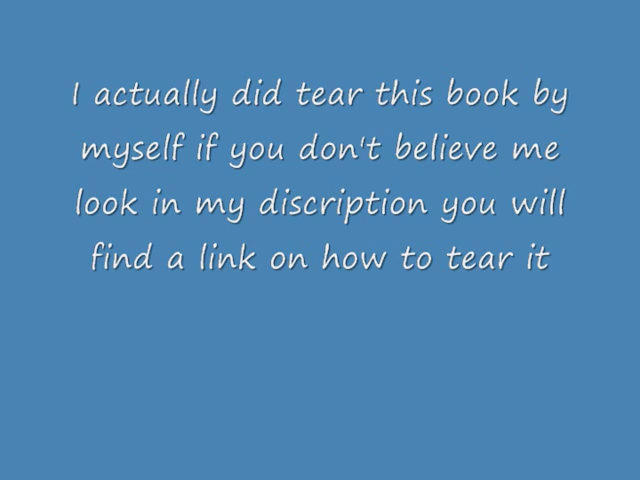 I actually did tear this book by
myself if you don't believe me
look in my discription you will
find a link on how to tear it